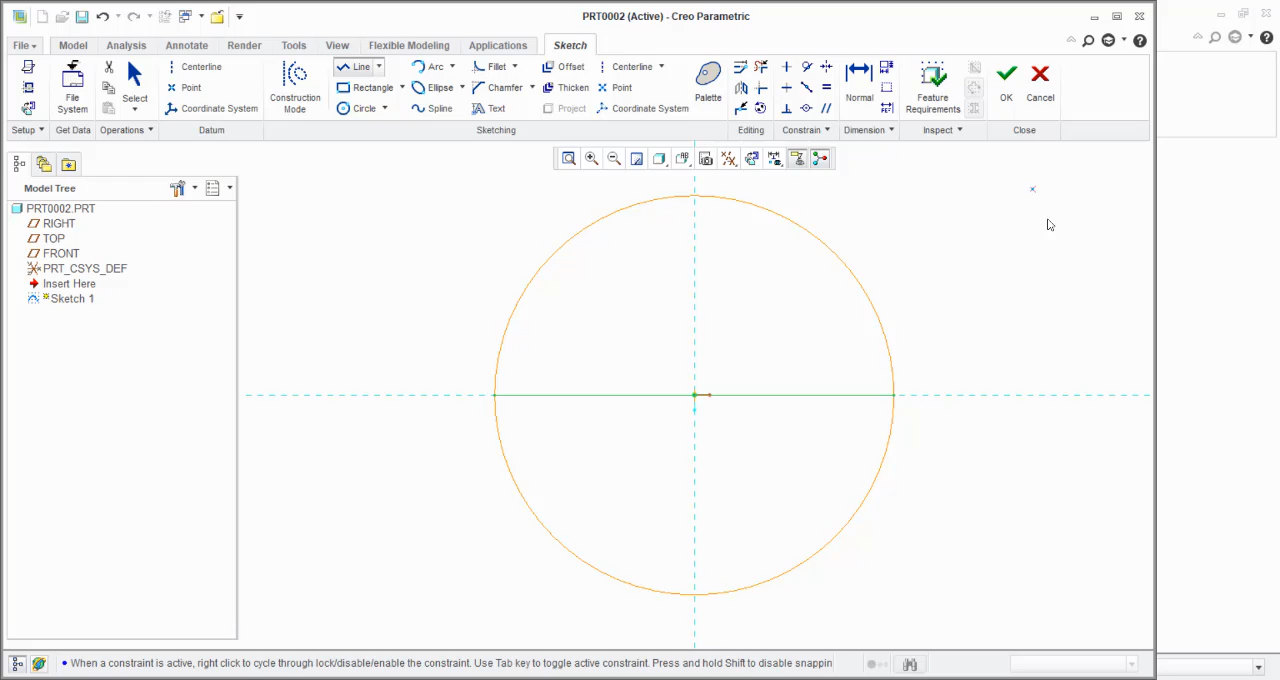 PRT0002 (Active) - Creo Parametric
File Model Analysis Annotate Render Tools View Flexible Modeling Applications Sketch
Centerline Line Arc Fillet Offset Centerline
Point Rectangle Ellipse Chamfer Thicken Point
File System Select Coordinate System Construction Mode Circle Spline Text Project Coordinate System Palette Normal Feature Requirements OK Cancel
Setup Get Data Operations Datum Sketching Editing Constrain Dimension Inspect Close
Model Tree
PRT0002.PRT
RIGHT
TOP
FRONT
PRT_CSYS_DEF
Insert Here
Sketch 1
When a constraint is active, right click to cycle through lock/disable/enable the constraint. Use Tab key to toggle active constraint. Press and hold Shift to disable snappin